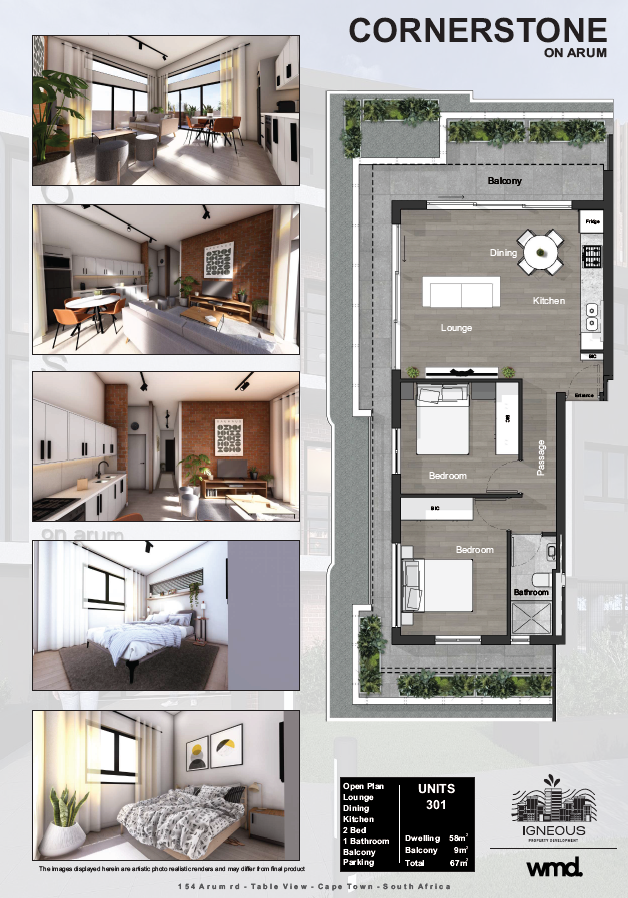 CORNERSTONE
ON ARUM
Balcony
Fridge
Dining
Kitchen
Lounge
BIC
Entrance
BIC
Passage
Bedroom
BIC
Bedroom
Bathroom
on arum
Open Plan
Lounge
Dining
Kitchen
2 Bed
1 Bathroom
Balcony
Parking
UNITS
301
Dwelling 58m²
Balcony 9m²
Total 67m²
IGNEOUS
PROPERTY DEVELOPMENT
wmd.
The images displayed herein are artistic photo realistic renders and may differ from final product
154 Arum rd - Table View - Cape Town - South Africa